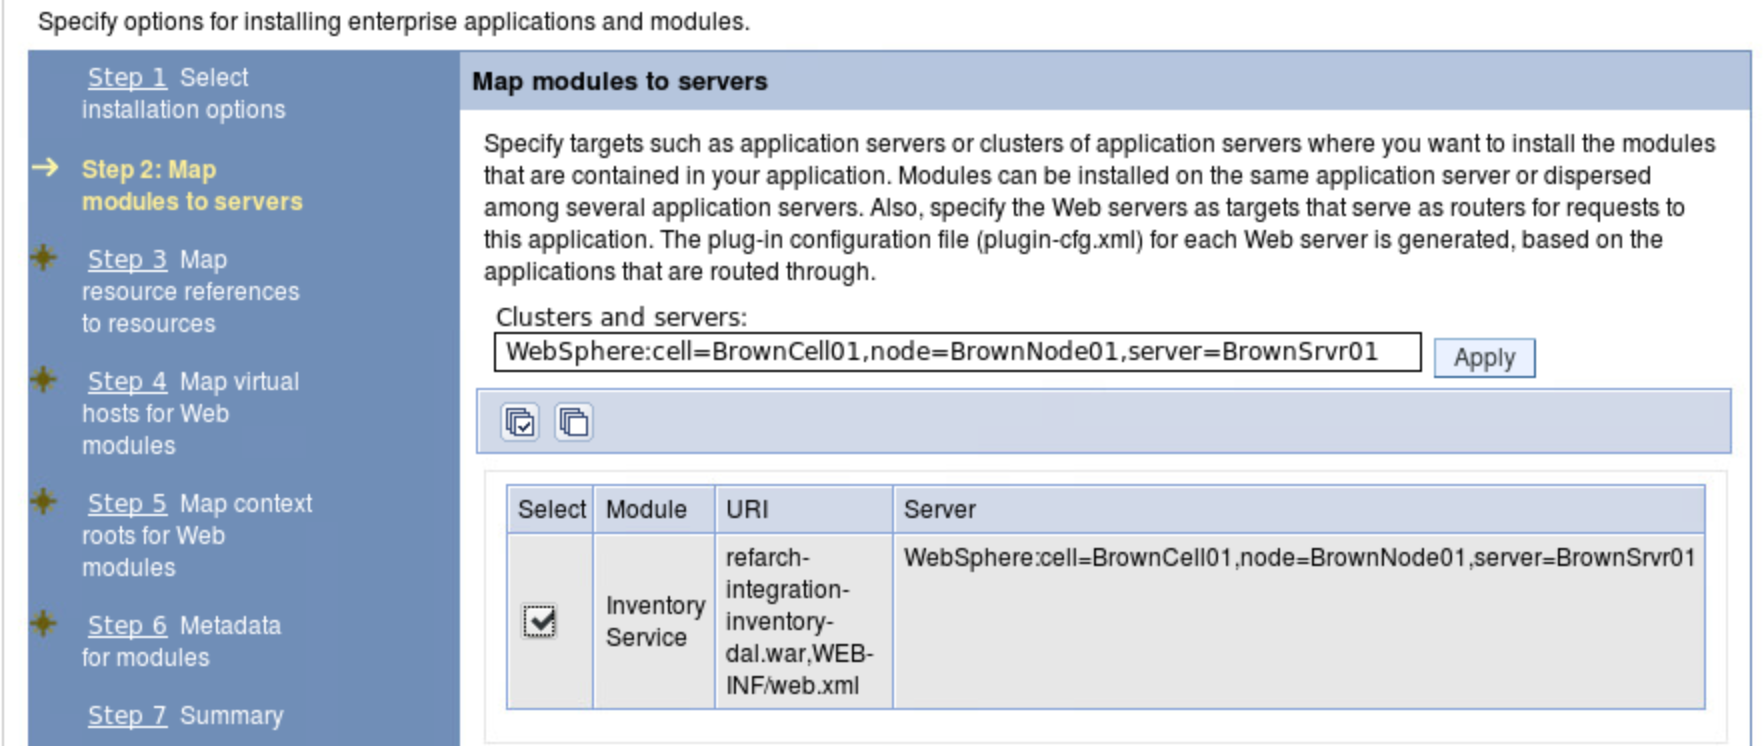 Specify options for installing enterprise applications and modules.
Step 1 Select
installation options
Step 2: Map
modules to servers
Step 3 Map
resource references
to resources
Step 4 Map virtual
hosts for Web
modules
Step 5 Map context
roots for Web
modules
Step 6 Metadata
for modules
Step 7 Summary
Map modules to servers
Specify targets such as application servers or clusters of application servers where you want to install the modules
that are contained in your application. Modules can be installed on the same application server or dispersed
among several application servers. Also, specify the Web servers as targets that serve as routers for requests to
this application. The plug-in configuration file (plugin-cfg.xml) for each Web server is generated, based on the
applications that are routed through.
Clusters and servers:
WebSphere:cell=BrownCell01,node=BrownNode01,server=BrownSrvr01
Apply
Select Module URI Server
Inventory
Service
refarch-
integration-
inventory-
dal.war,WEB-
INF/web.xml
WebSphere:cell=BrownCell01,node=BrownNode01,server=BrownSrvr01